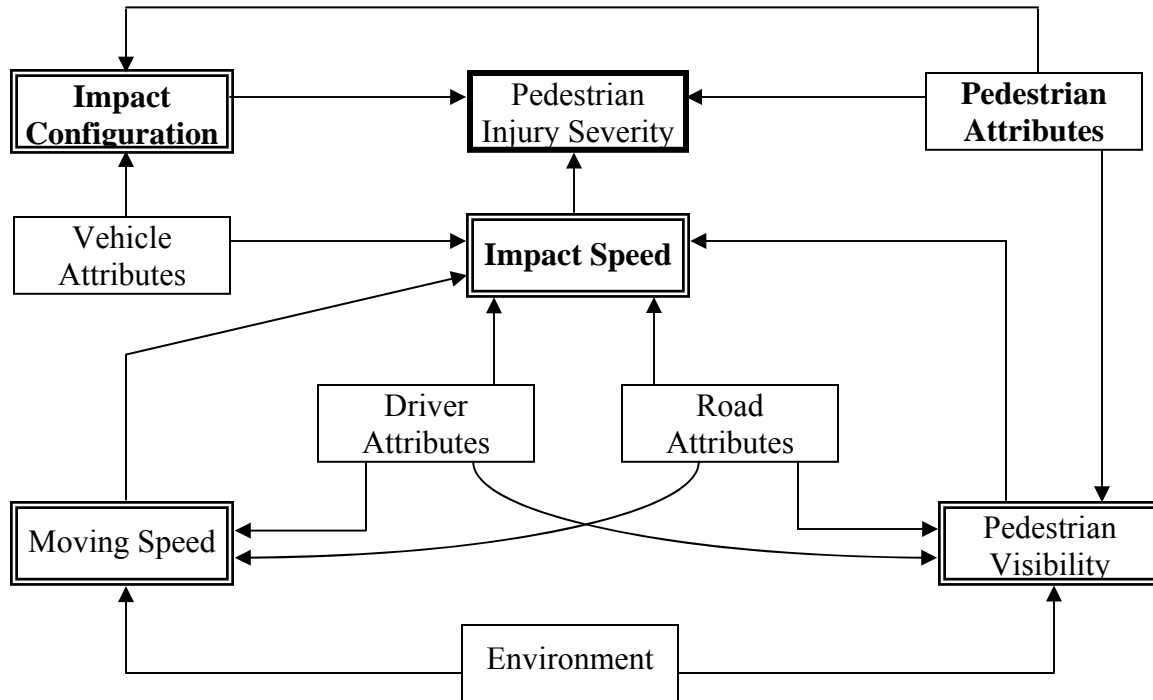 Impact
Configuration
Pedestrian
Injury Severity
Pedestrian
Attributes
Vehicle
Attributes
Impact Speed
Driver
Attributes
Road
Attributes
Moving Speed
Pedestrian
Visibility
Environment